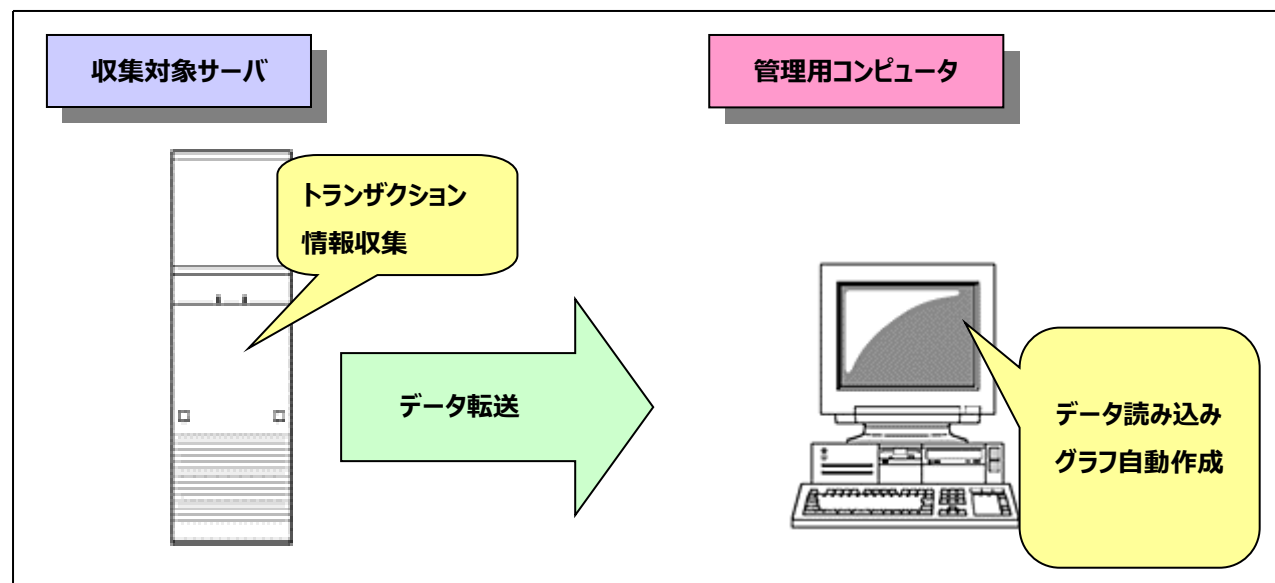 収集対象サーバ
管理用コンピュータ
トランザクション
情報収集
データ転送
データ読み込み
グラフ自動作成